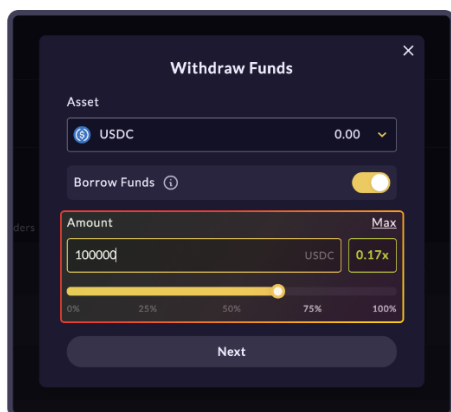 Withdraw Funds
Asset
USDC 0.00
Borrow Funds
ders
Amount Max
100000 USDC 0.17x
0% 25% 50% 75% 100%
Next